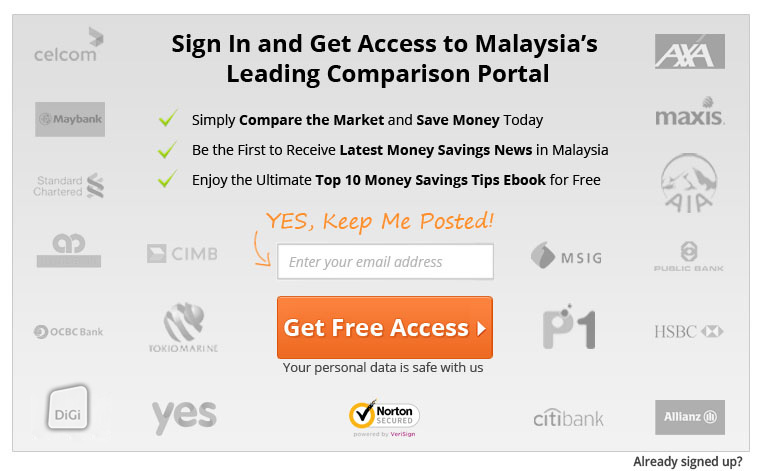 celcom
Sign In and Get Access to Malaysia's
Leading Comparison Portal
AXA
Maybank
maxis
Simply Compare the Market and Save Money Today
Be the First to Receive Latest Money Savings News in Malaysia
Enjoy the Ultimate Top 10 Money Savings Tips Ebook for Free
Standard
Chartered
AIA
YES, Keep Me Posted!
Enter your email address
CIMB
MSIG
PUBLIC BANK
Get Free Access
Your personal data is safe with us
OCBC Bank
TOKIOMARINE
P1
HSBC
DiGi
yes
Norton
SECURED
powered by VeriSign
citibank
Allianz
Already signed up?